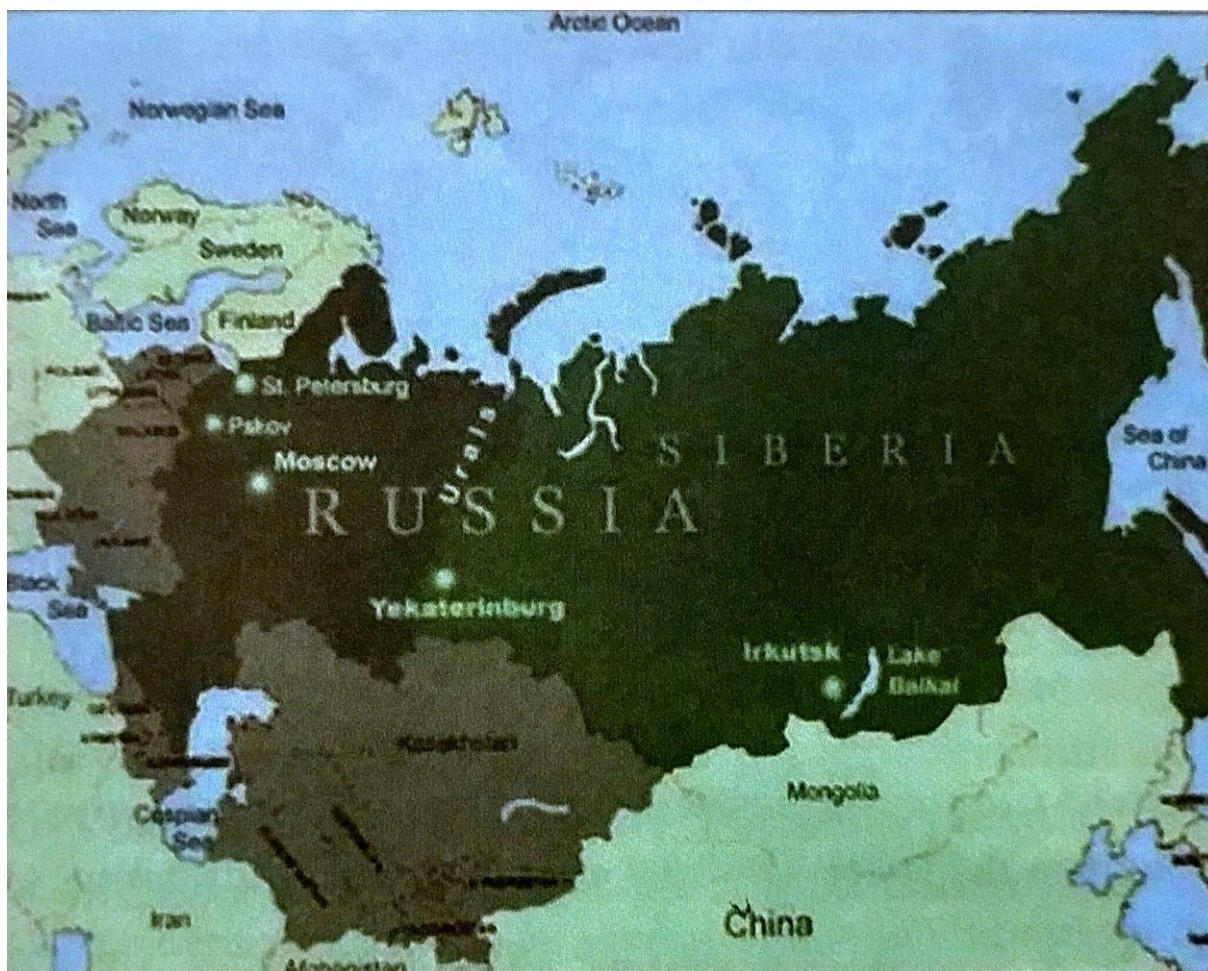 Arctic Ocean
Norwegian Sea
North
Sea
Norway
Sweden
Baltic Sea
Finland
St. Petersburg
Pskov
Moscow
Urals
SIBERIA
RUSSIA
Sea of
China
Yekaterinburg
Black
Sea
Irkutsk
Lake
Baikal
Turkey
Kazakhstan
Mongolia
Caspian
Sea
Iran
China
Afghanistan